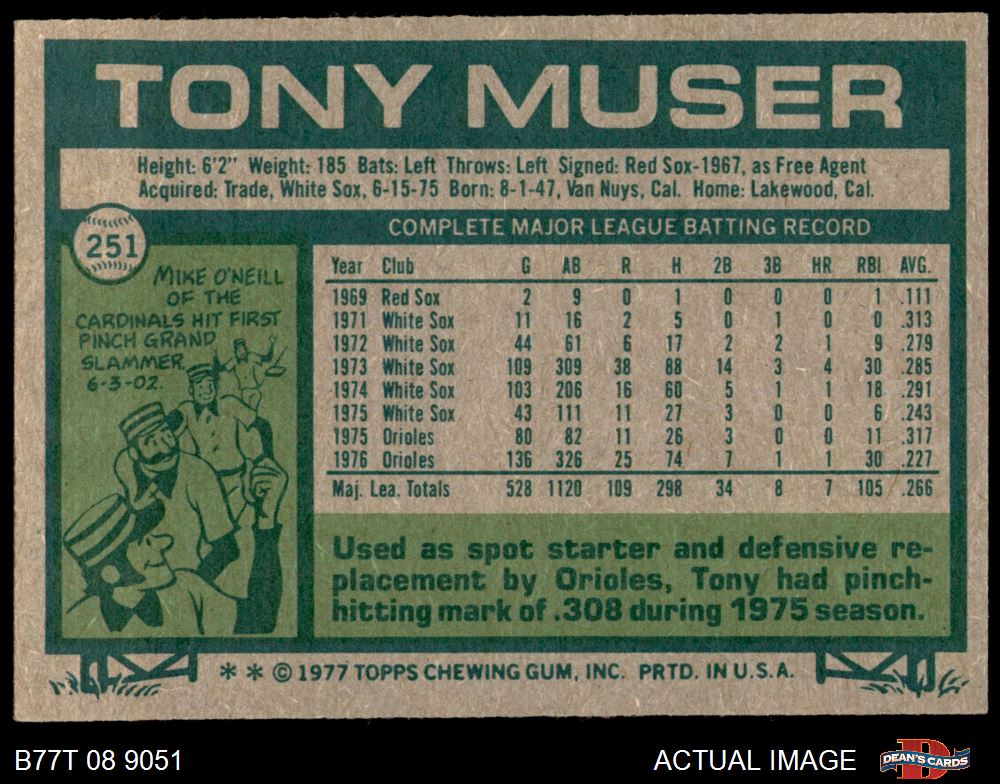 TONY MUSER
Height: 6'2" Weight: 185 Bats: Left Throws: Left Signed: Red Sox-1967, as Free Agent
Acquired: Trade, White Sox, 6-15-75 Born: 8-1-47, Van Nuys, Cal. Home: Lakewood, Cal.
251
MIKE O'NEILL
OF THE
CARDINALS HIT FIRST
PINCH GRAND
SLAMMER,
6-3-02.
COMPLETE MAJOR LEAGUE BATTING RECORD
Year Club G AB R H 2B 3B HR RBI AVG.
1969 Red Sox 2 9 0 1 0 0 0 1 .111
1971 White Sox 11 16 2 5 0 1 0 0 .313
1972 White Sox 44 61 6 17 2 2 1 9 .279
1973 White Sox 109 309 38 88 14 3 4 30 .285
1974 White Sox 103 206 16 60 5 1 1 18 .291
1975 White Sox 43 111 11 27 3 0 0 6 .243
1975 Orioles 80 82 11 26 3 0 0 11 .317
1976 Orioles 136 326 25 74 7 1 1 30 .227
Maj. Lea. Totals 528 1120 109 298 34 8 7 105 .266
Used as spot starter and defensive re-
placement by Orioles, Tony had pinch-
hitting mark of .308 during 1975 season.
* * © 1977 TOPPS CHEWING GUM, INC. PRTD. IN U.S.A.
B77T 08 9051 ACTUAL IMAGE DEAN'S CARDS